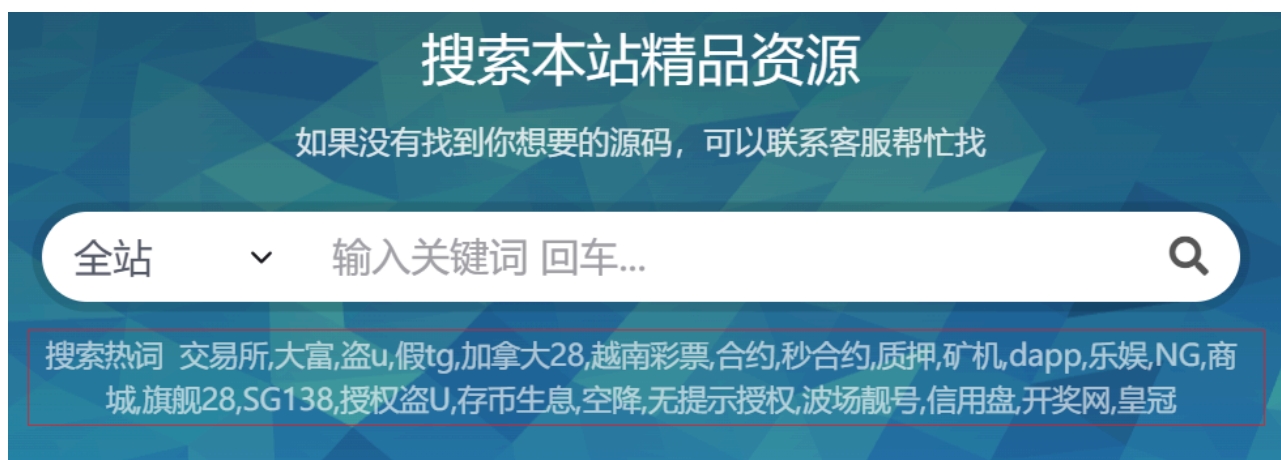 搜索本站精品资源
如果没有找到你想要的源码，可以联系客服帮忙找
全站 输入关键词 回车...
搜索热词 交易所,大富,盗u,假tg,加拿大28,越南彩票,合约,秒合约,质押,矿机,dapp,乐娱,NG,商
城,旗舰28,SG138,授权盗U,存币生息,空降,无提示授权,波场靓号,信用盘,开奖网,皇冠